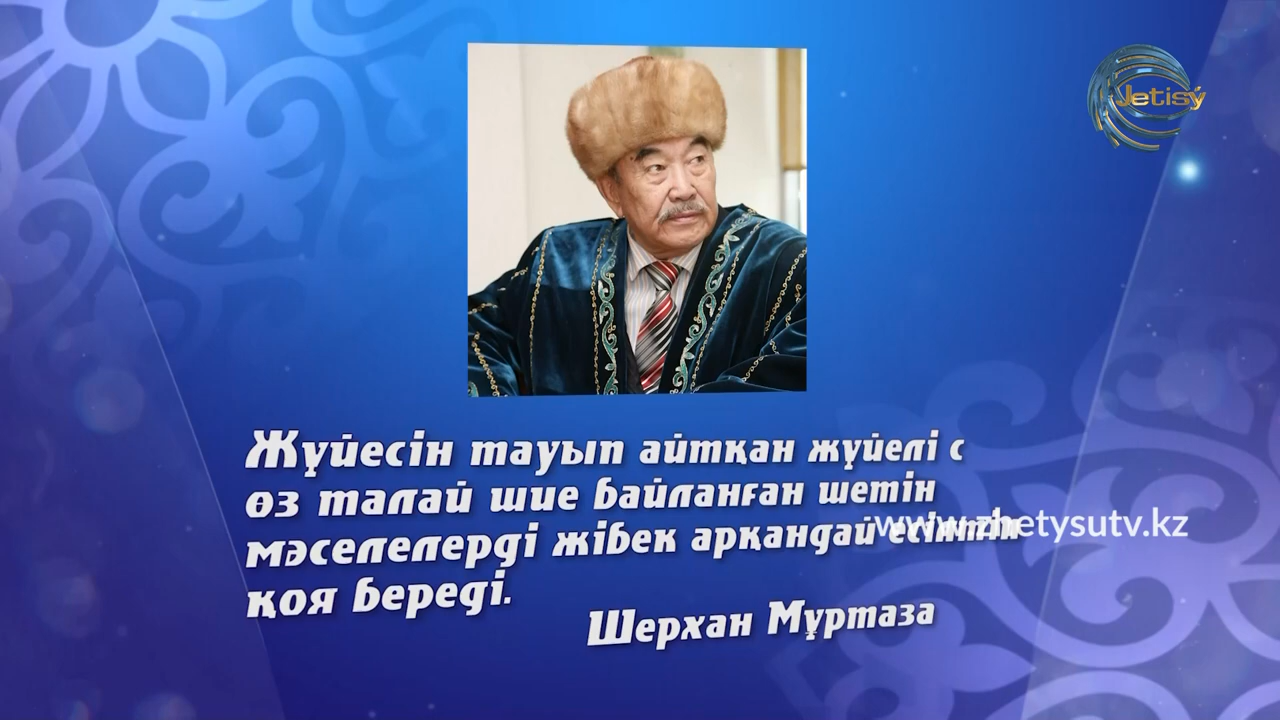 Jetisý
Жүйесін тауып айтқан жүйелі с
өз талай шие байланған шетін
мәселелерді жібек арқандай есілтіп
қоя береді.
www.zhetysutv.kz
Шерхан Мұртаза